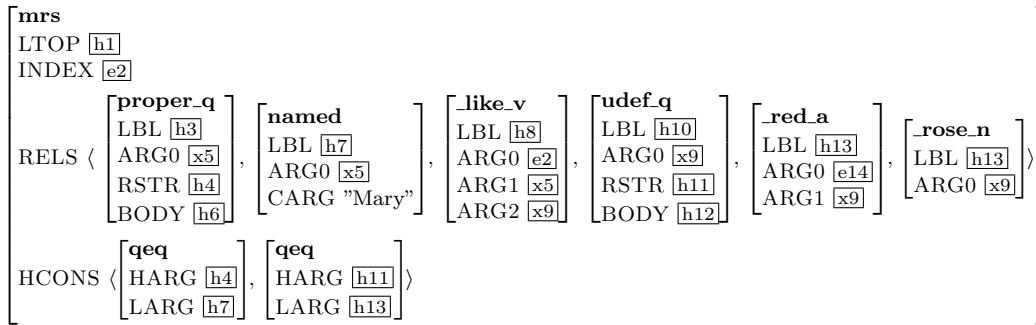 mrs
LTOP h1
INDEX e2
RELS ⟨ [proper_q LBL h3 ARG0 x5 RSTR h4 BODY h6], [named LBL h7 ARG0 x5 CARG ”Mary”], [_like_v LBL h8 ARG0 e2 ARG1 x5 ARG2 x9], [udef_q LBL h10 ARG0 x9 RSTR h11 BODY h12], [_red_a LBL h13 ARG0 e14 ARG1 x9], [_rose_n LBL h13 ARG0 x9]⟩
HCONS ⟨[qeq HARG h4 LARG h7], [qeq HARG h11 LARG h13]⟩